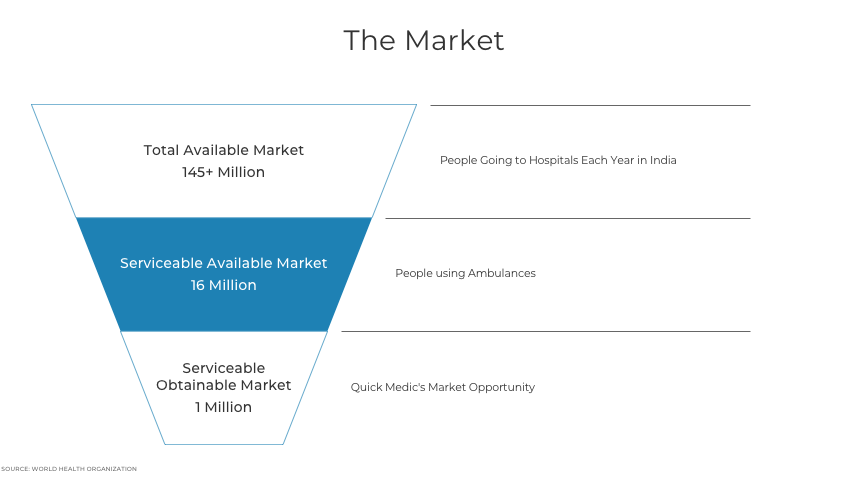 The Market
Total Available Market
145+ Million
People Going to Hospitals Each Year in India
Serviceable Available Market
16 Million
People using Ambulances
Serviceable
Obtainable Market
1 Million
Quick Medic's Market Opportunity
SOURCE: WORLD HEALTH ORGANIZATION